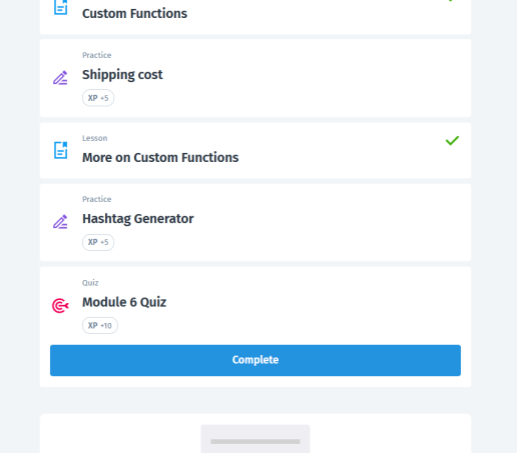 Custom Functions
Practice
Shipping cost
XP +5
Lesson
More on Custom Functions
Practice
Hashtag Generator
XP +5
Quiz
Module 6 Quiz
XP +10
Complete